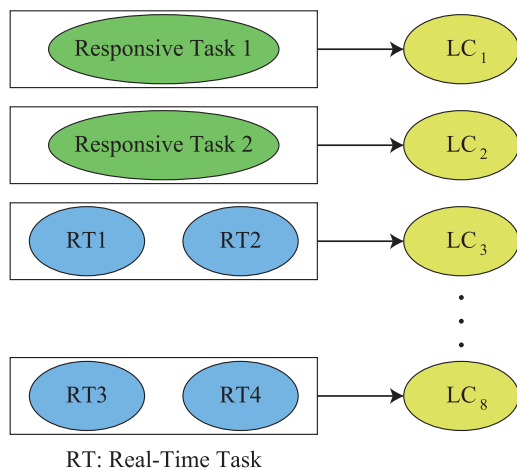 Responsive Task 1 LC1
Responsive Task 2 LC2
RT1 RT2 LC3
RT3 RT4 LC8
RT: Real-Time Task